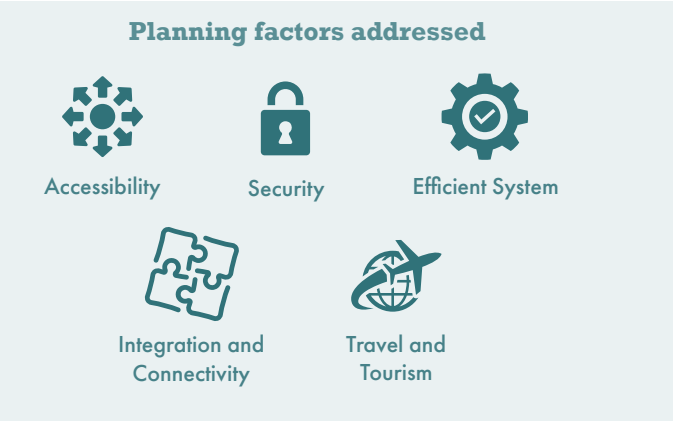 Planning factors addressed
Accessibility
Security
Efficient System
Integration and
Connectivity
Travel and
Tourism